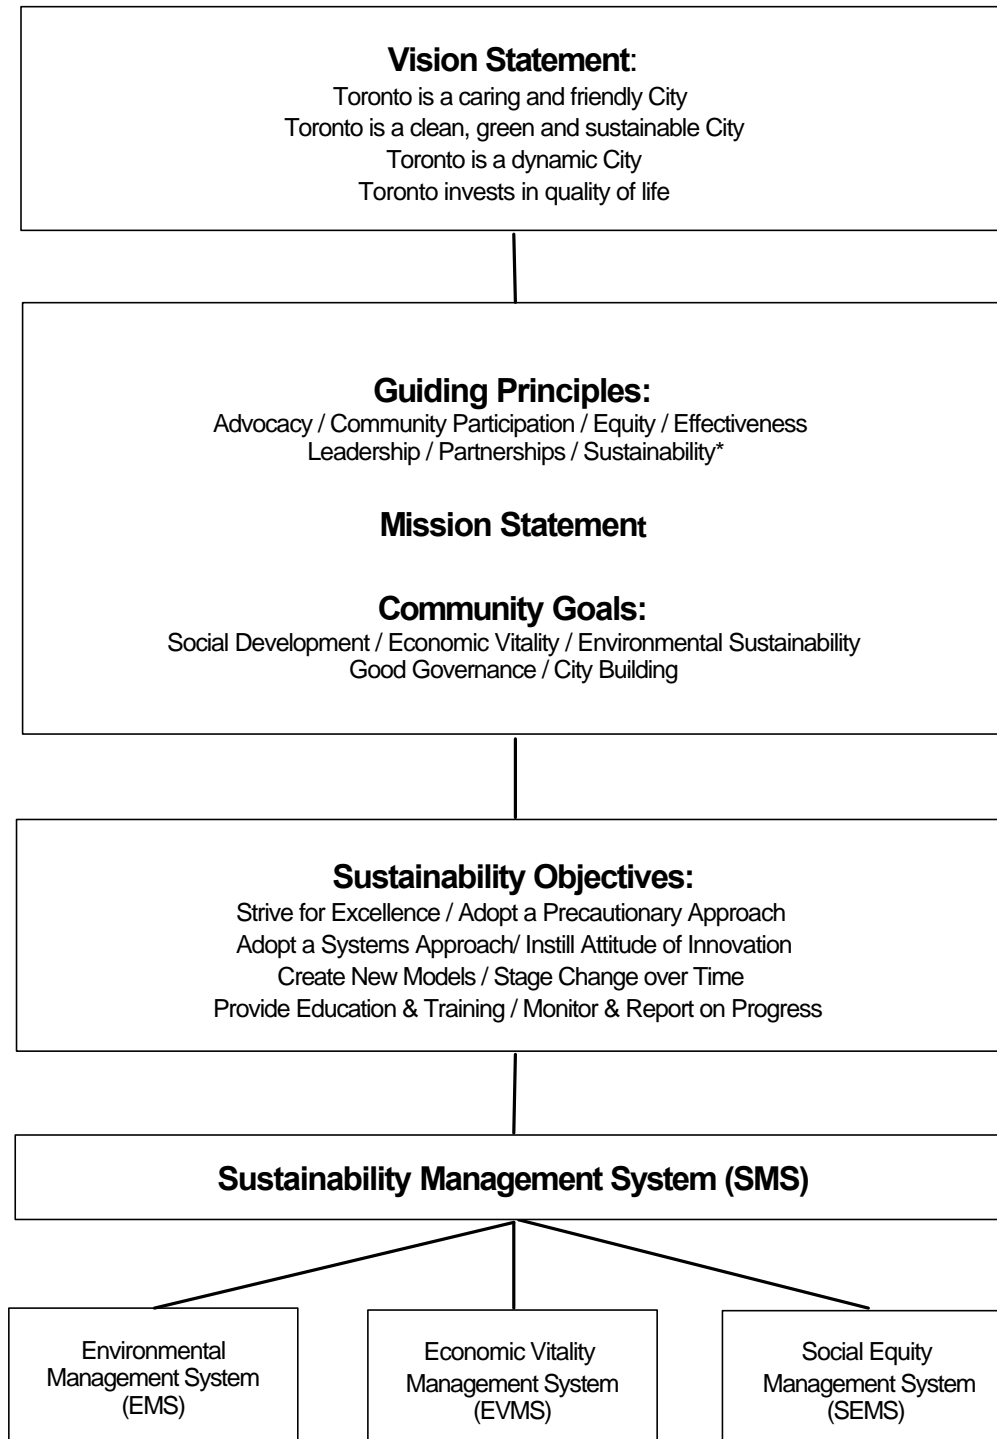 Vision Statement:
Toronto is a caring and friendly City
Toronto is a clean, green and sustainable City
Toronto is a dynamic City
Toronto invests in quality of life
Guiding Principles:
Advocacy / Community Participation / Equity / Effectiveness
Leadership / Partnerships / Sustainability*
Mission Statement
Community Goals:
Social Development / Economic Vitality / Environmental Sustainability
Good Governance / City Building
Sustainability Objectives:
Strive for Excellence / Adopt a Precautionary Approach
Adopt a Systems Approach/ Instill Attitude of Innovation
Create New Models / Stage Change over Time
Provide Education & Training / Monitor & Report on Progress
Sustainability Management System (SMS)
Environmental
Management System
(EMS)
Economic Vitality
Management System
(EVMS)
Social Equity
Management System
(SEMS)